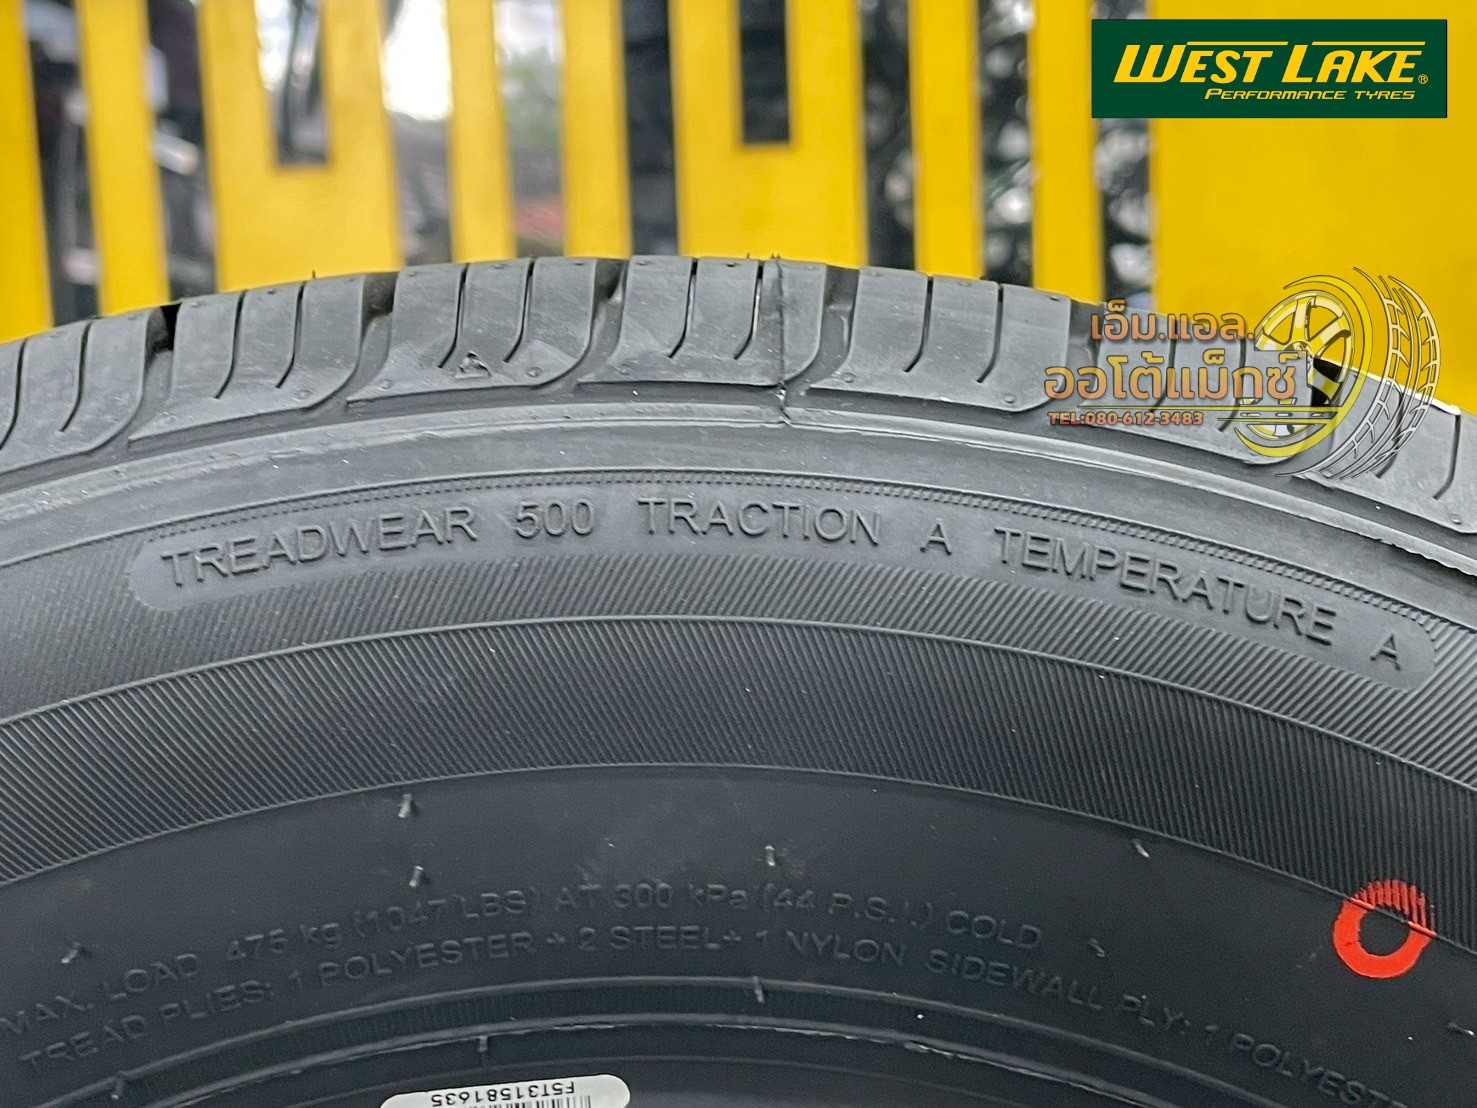 WEST LAKE®
PERFORMANCE TYRES
เอ็ม.แอล.
ออโต้แม็กซ์
TEL:080-612-3483
TREADWEAR 500 TRACTION A TEMPERATURE A
MAX. LOAD 475 kg (1047 LBS) AT 300 kPa (44 P.S.I.) COLD
TREAD PLIES: 1 POLYESTER + 2 STEEL+ 1 NYLON SIDEWALL PLY: 1
F5T31581635